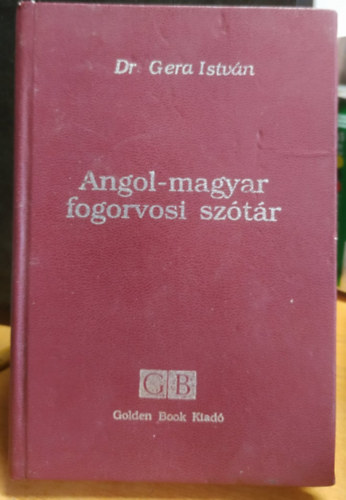 Dr. Gera István
Angol-magyar
fogorvosi szótár
GB
Golden Book Kiadó